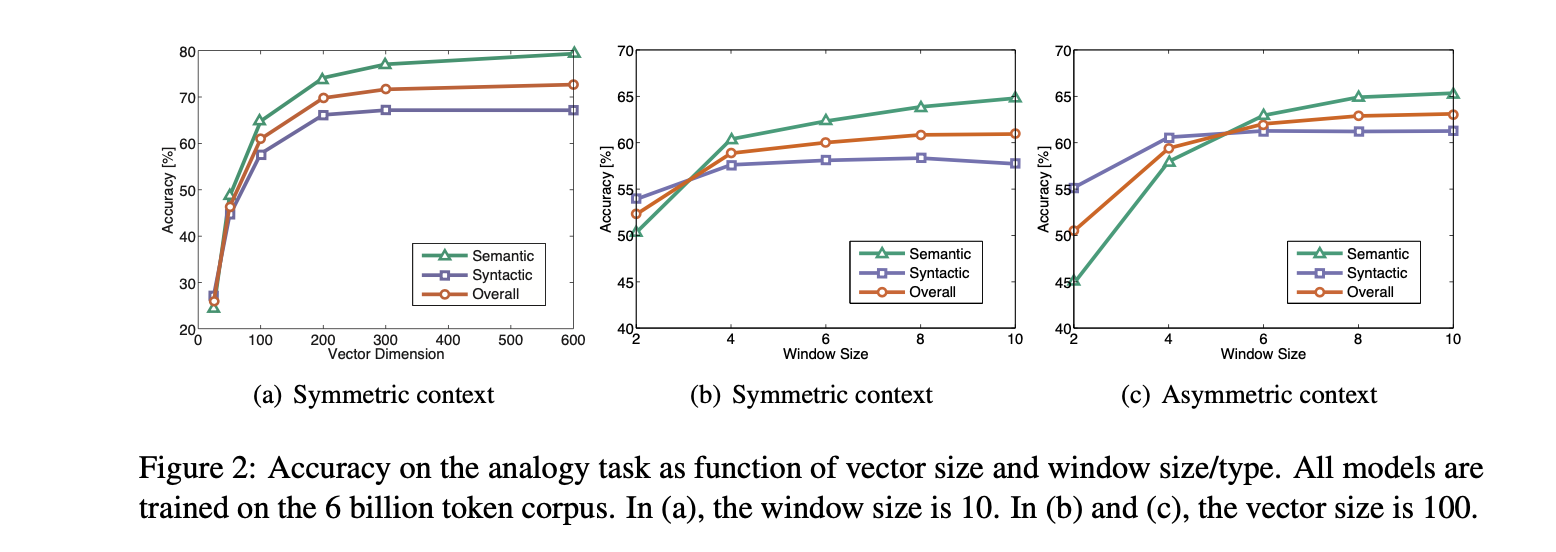 80
70
60
50
40
30
20
Accuracy [%]
0 100 200 300 400 500 600
Vector Dimension
Semantic
Syntactic
Overall
(a) Symmetric context
70
65
60
55
50
45
40
Accuracy [%]
2 4 6 8 10
Window Size
Semantic
Syntactic
Overall
(b) Symmetric context
70
65
60
55
50
45
40
Accuracy [%]
2 4 6 8 10
Window Size
Semantic
Syntactic
Overall
(c) Asymmetric context
Figure 2: Accuracy on the analogy task as function of vector size and window size/type. All models are
trained on the 6 billion token corpus. In (a), the window size is 10. In (b) and (c), the vector size is 100.